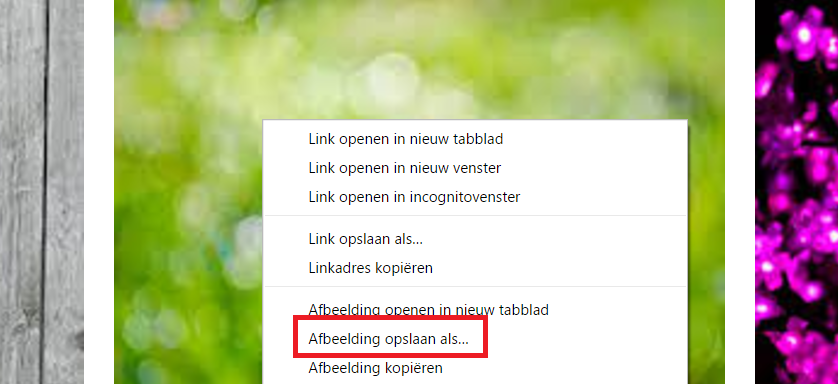 Link openen in nieuw tabblad
Link openen in nieuw venster
Link openen in incognitovenster
Link opslaan als...
Linkadres kopiëren
Afbeelding openen in nieuw tabblad
Afbeelding opslaan als...
Afbeelding kopiëren